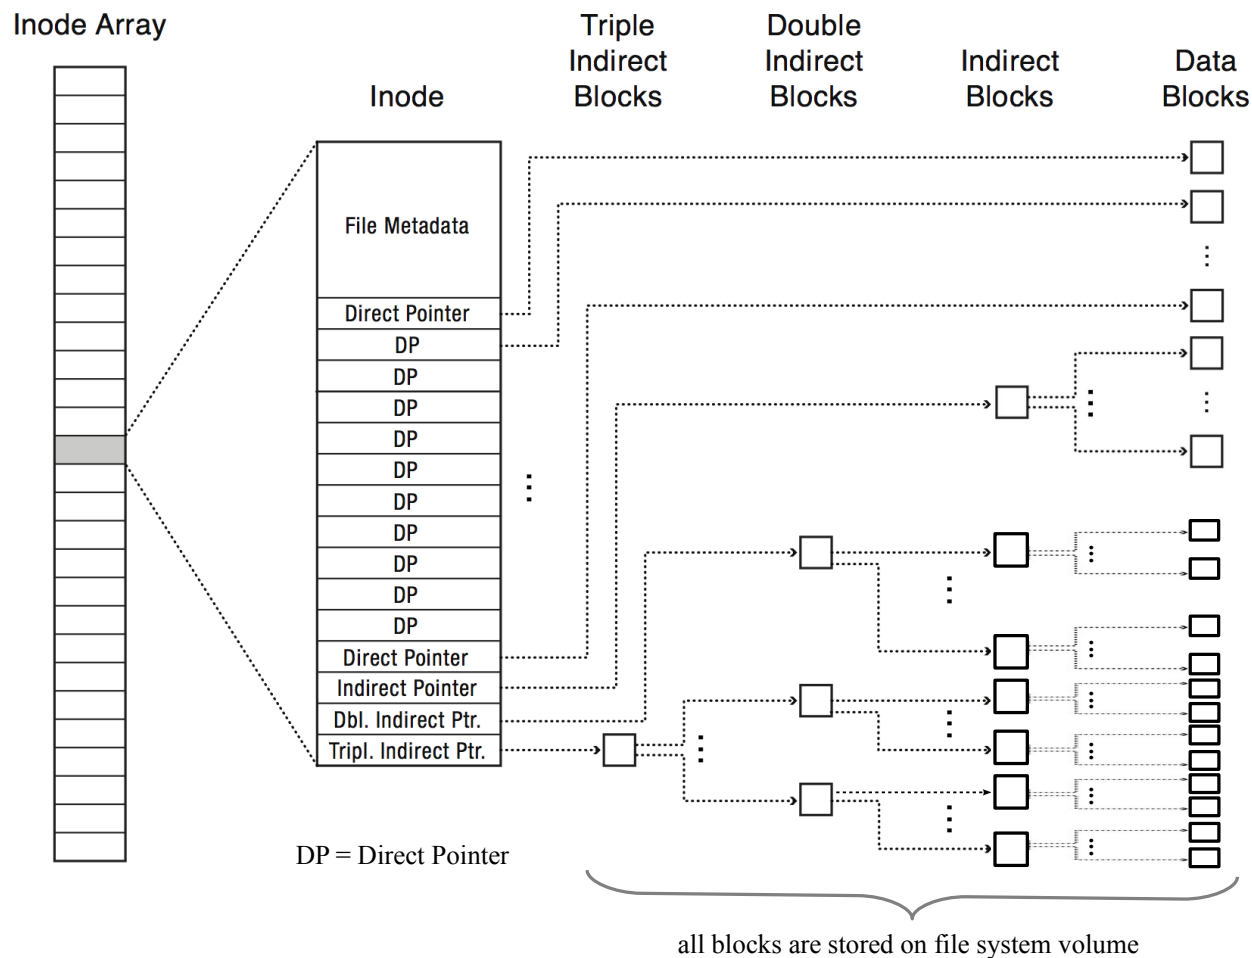 Inode Array
Inode
Triple
Indirect
Blocks
Double
Indirect
Blocks
Indirect
Blocks
Data
Blocks
File Metadata
Direct Pointer
DP
DP
DP
DP
DP
DP
DP
DP
DP
DP
Direct Pointer
Indirect Pointer
Dbl. Indirect Ptr.
Tripl. Indirect Ptr.
DP = Direct Pointer
all blocks are stored on file system volume